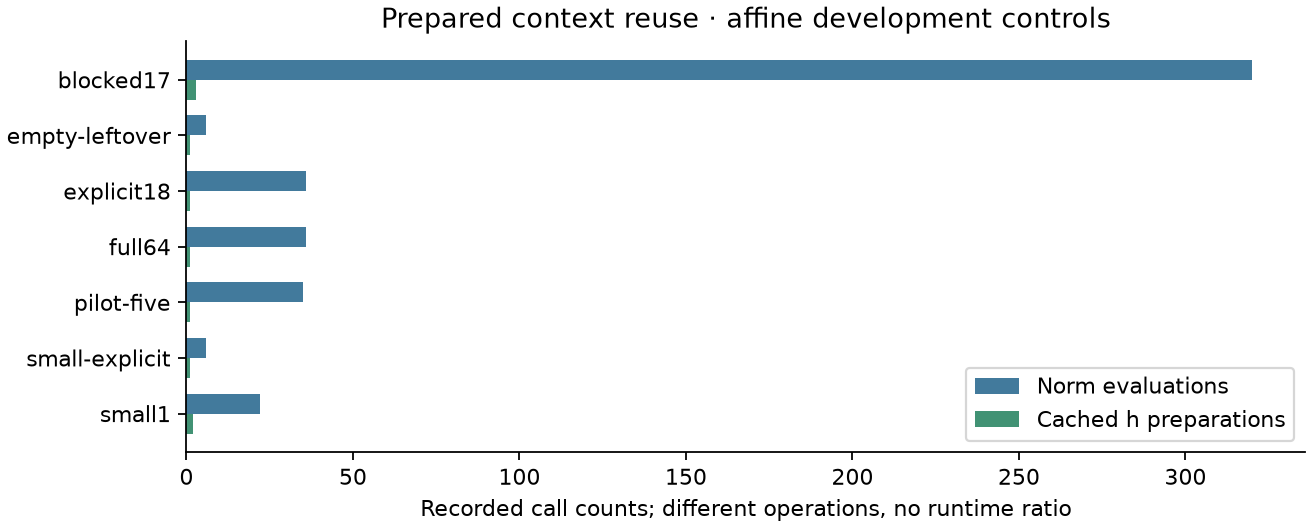 Prepared context reuse · affine development controls
blocked17
empty-leftover
explicit18
full64
pilot-five
small-explicit
small1
Norm evaluations
Cached h preparations
0 50 100 150 200 250 300
Recorded call counts; different operations, no runtime ratio